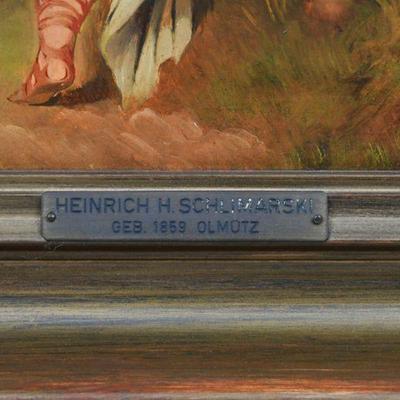 HEINRICH H. SCHLIMARSKI
GEB. 1859 OLMÜTZ